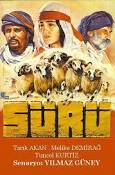 SÜRÜ
Tarık AKAN Melike DEMİRAĞ
Tuncel KURTİZ
Senaryo: YILMAZ GÜNEY